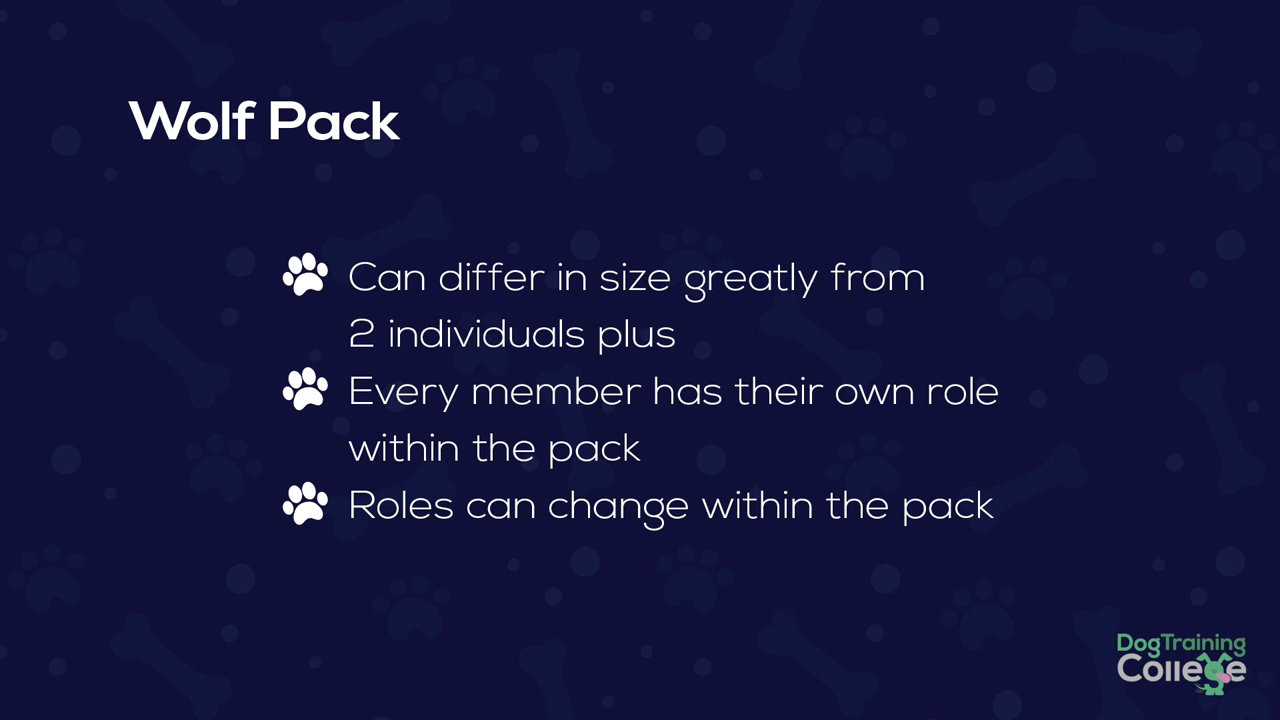 Wolf Pack
Can differ in size greatly from
2 individuals plus
Every member has their own role
within the pack
Roles can change within the pack
DogTraining
College